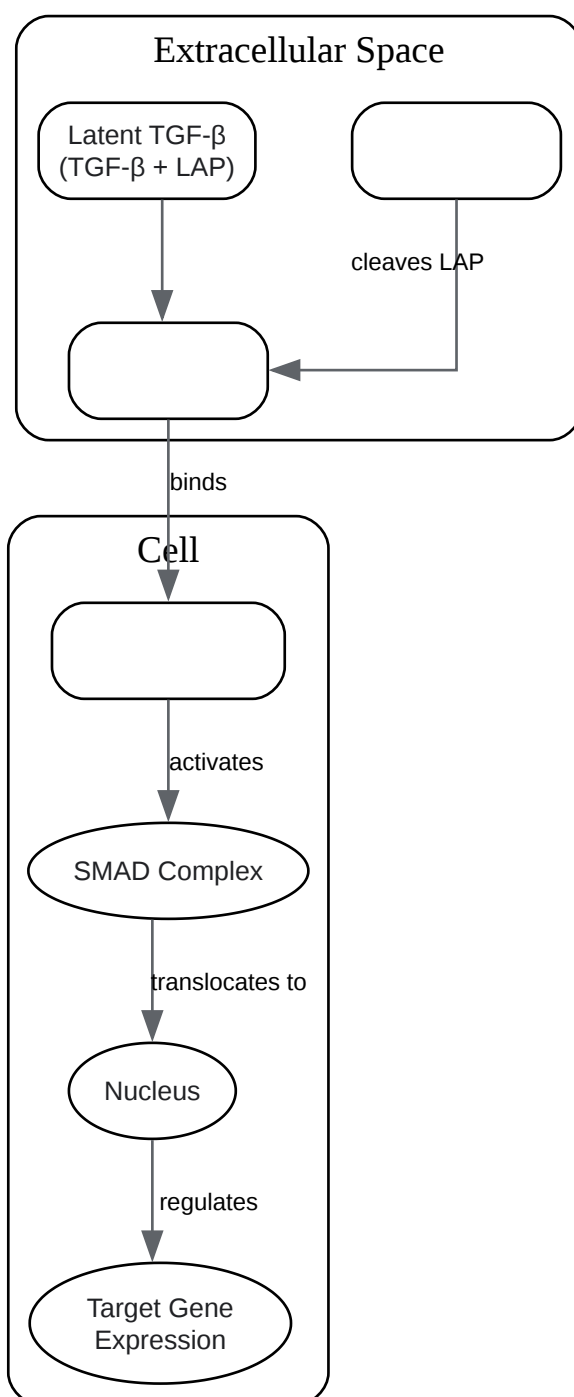 Extracellular Space
Latent TGF-β
(TGF-β + LAP)
cleaves LAP
binds
Cell
activates
SMAD Complex
translocates to
Nucleus
regulates
Target Gene
Expression